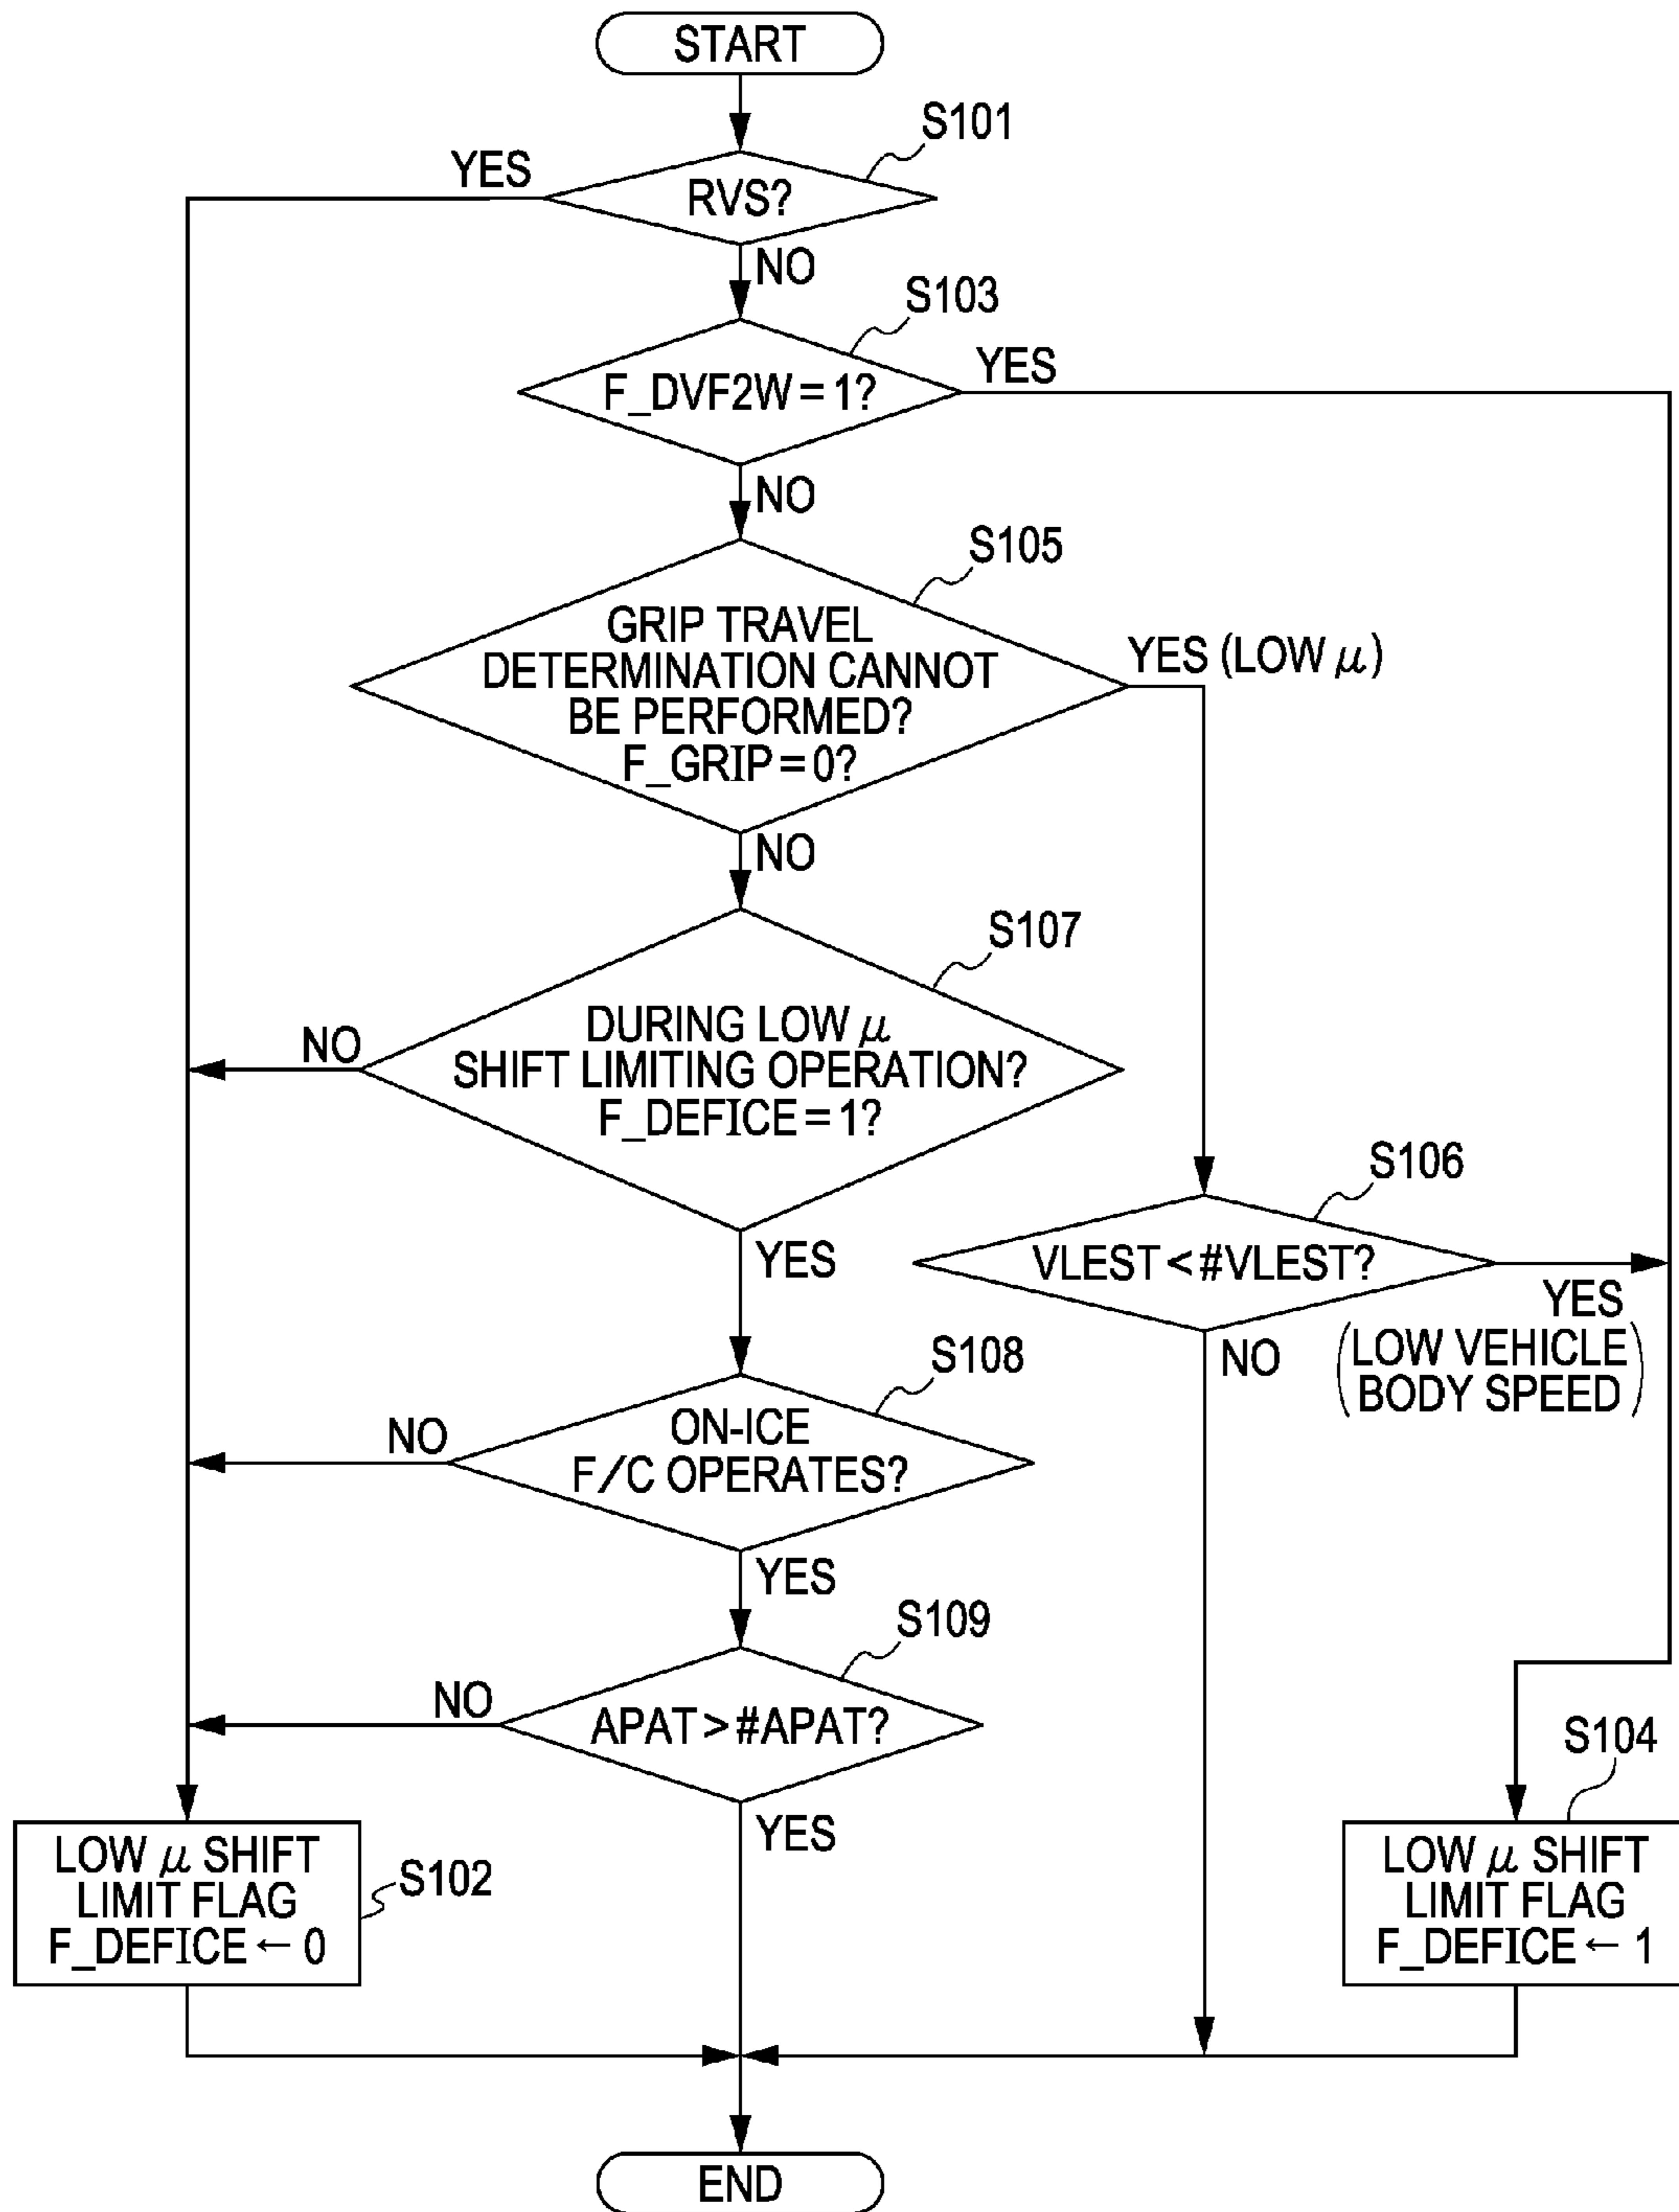 START
S101
YES
RVS?
NO
S103
F_DVF2W = 1?
YES
NO
S105
GRIP TRAVEL
DETERMINATION CANNOT
BE PERFORMED?
F_GRIP = 0?
YES (LOW μ)
NO
S107
DURING LOW μ
SHIFT LIMITING OPERATION?
F_DEFICE = 1?
NO
YES
S106
VLEST < #VLEST?
YES
(LOW VEHICLE
BODY SPEED)
NO
S108
ON-ICE
F/C OPERATES?
NO
YES
S109
APAT > #APAT?
NO
YES
S104
LOW μ SHIFT
LIMIT FLAG
F_DEFICE ← 0
S102
LOW μ SHIFT
LIMIT FLAG
F_DEFICE ← 1
END